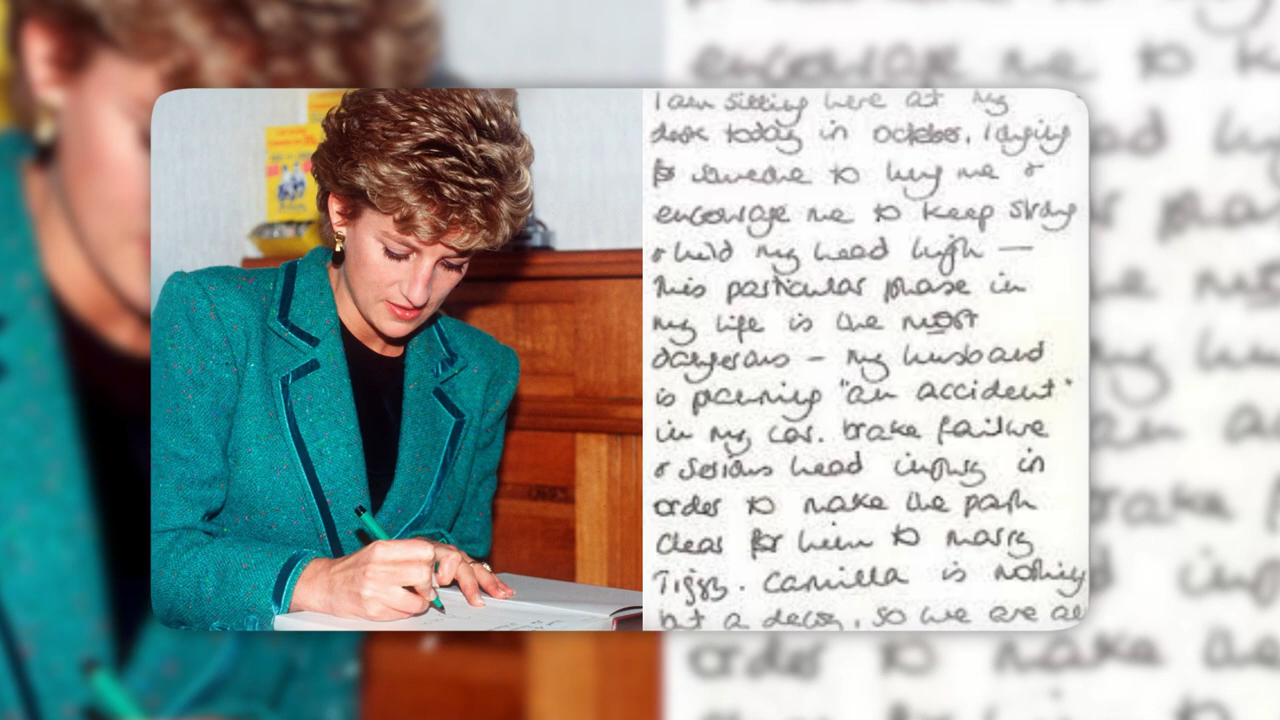 I am sitting here at my
desk today in october, longing
for someone to hug me &
encourage me to keep strong
& hold my head high —
this particular phase in
my life is the most
dangerous — my husband
is planning "an accident"
in my car. brake failure
& serious head injury in
order to make the path
clear for him to marry
Tiggy. Camilla is nothing
but a decoy, so we are